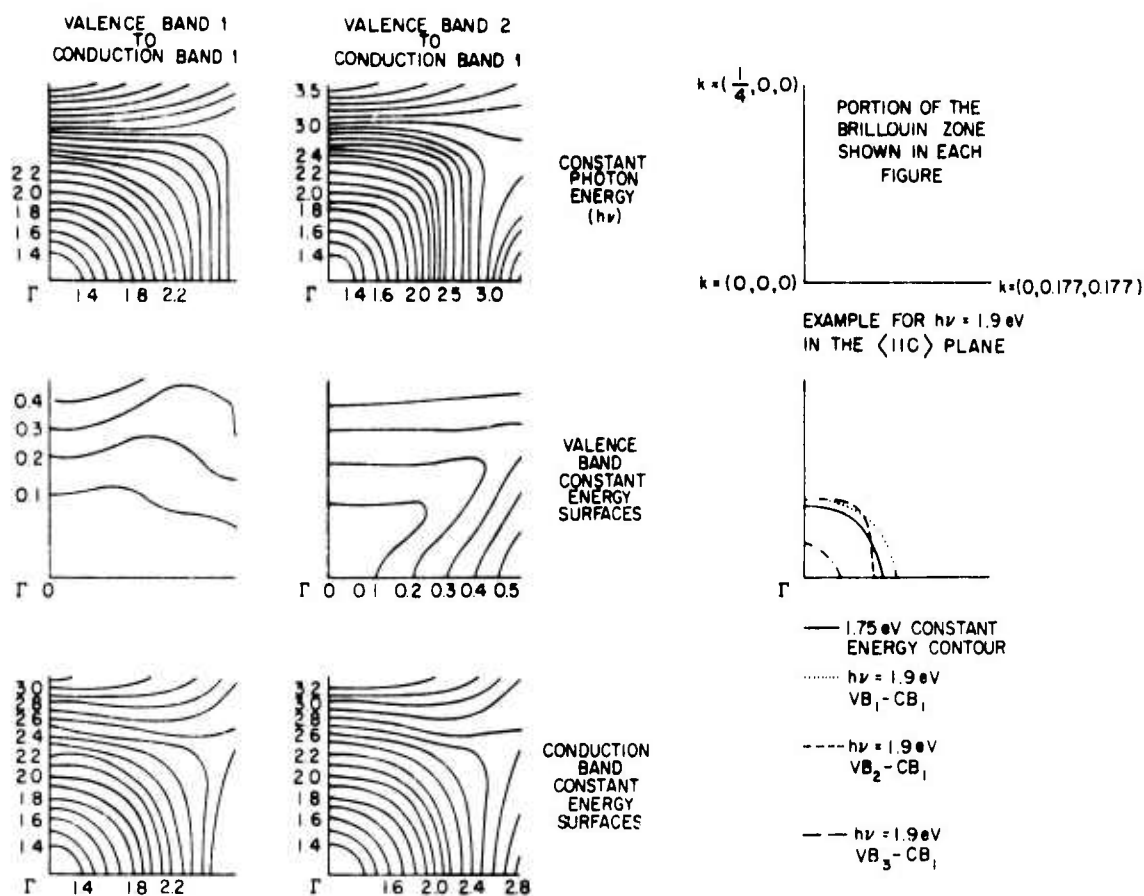 VALENCE BAND 1
TO
CONDUCTION BAND 1
VALENCE BAND 2
TO
CONDUCTION BAND 1
3.5
3.0
2.4
2.2
2.0
1.8
1.6
1.4
2.2
2.0
1.8
1.6
1.4
Γ 1.4 1.8 2.2
Γ 1.4 1.6 2.0 2.5 3.0
CONSTANT
PHOTON
ENERGY
(hν)
k=(1/4,0,0)
PORTION OF THE
BRILLOUIN ZONE
SHOWN IN EACH
FIGURE
k=(0,0,0)
k=(0,0.177,0.177)
EXAMPLE FOR hν = 1.9 eV
IN THE ⟨11C⟩ PLANE
0.4
0.3
0.2
0.1
Γ 0
Γ 0 0.1 0.2 0.3 0.4 0.5
VALENCE
BAND
CONSTANT
ENERGY
SURFACES
Γ
1.75 eV CONSTANT
ENERGY CONTOUR
hν = 1.9 eV
VB1-CB1
hν = 1.9 eV
VB2-CB1
hν = 1.9 eV
VB3-CB1
3.0
2.8
2.6
2.4
2.2
2.0
1.8
1.6
1.4
Γ 1.4 1.8 2.2
3.2
3.0
2.8
2.6
2.4
2.2
2.0
1.8
1.6
1.4
Γ 1.6 2.0 2.4 2.8
CONDUCTION
BAND
CONSTANT
ENERGY
SURFACES